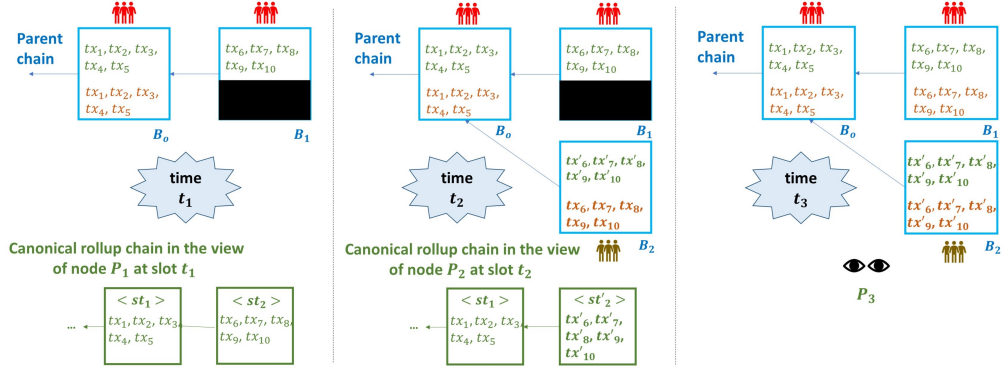 Parent
chain
tx₁, tx₂, tx₃,
tx₄, tx₅
tx₁, tx₂, tx₃,
tx₄, tx₅
Bₒ
tx₆, tx₇, tx₈,
tx₉, tx₁₀
B₁
time
t₁
Canonical rollup chain in the view
of node P₁ at slot t₁
...
< st₁ >
tx₁, tx₂, tx₃,
tx₄, tx₅
< st₂ >
tx₆, tx₇, tx₈,
tx₉, tx₁₀
Parent
chain
tx₁, tx₂, tx₃,
tx₄, tx₅
tx₁, tx₂, tx₃,
tx₄, tx₅
Bₒ
tx₆, tx₇, tx₈,
tx₉, tx₁₀
B₁
tx′₆, tx′₇, tx′₈,
tx′₉, tx′₁₀
tx₆, tx₇, tx₈,
tx₉, tx₁₀
B₂
time
t₂
Canonical rollup chain in the view
of node P₂ at slot t₂
...
< st₁ >
tx₁, tx₂, tx₃,
tx₄, tx₅
< st′₂ >
tx′₆, tx′₇,
tx′₈, tx′₉,
tx′₁₀
Parent
chain
tx₁, tx₂, tx₃,
tx₄, tx₅
tx₁, tx₂, tx₃,
tx₄, tx₅
Bₒ
tx₆, tx₇, tx₈,
tx₉, tx₁₀
tx₆, tx₇, tx₈,
tx₉, tx₁₀
B₁
tx′₆, tx′₇, tx′₈,
tx′₉, tx′₁₀
tx′₆, tx′₇, tx′₈,
tx′₉, tx′₁₀
B₂
time
t₃
P₃